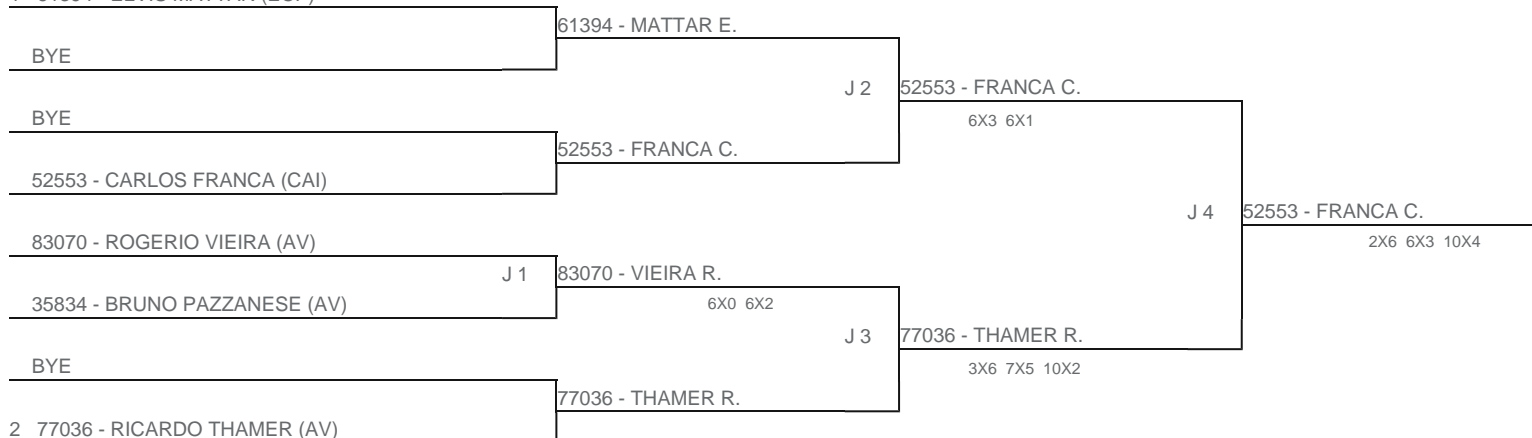 61394 - MATTAR E.
BYE
J 2 52553 - FRANCA C.
BYE
6X3 6X1
52553 - FRANCA C.
52553 - CARLOS FRANCA (CAI)
J 4 52553 - FRANCA C.
83070 - ROGERIO VIEIRA (AV)
2X6 6X3 10X4
J 1 83070 - VIEIRA R.
35834 - BRUNO PAZZANESE (AV)
6X0 6X2
J 3 77036 - THAMER R.
BYE
3X6 7X5 10X2
77036 - THAMER R.
2 77036 - RICARDO THAMER (AV)